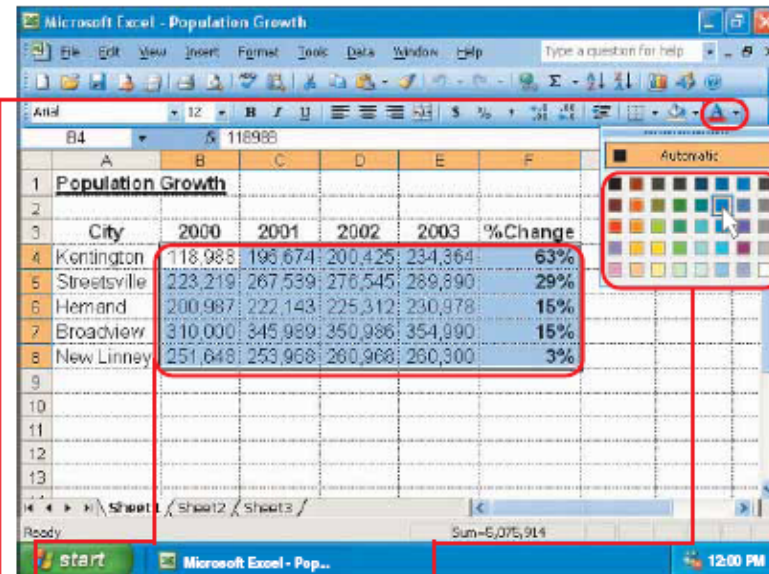 Microsoft Excel - Population Growth
File Edit View Insert Format Tools Data Window Help Type a question for help
Arial 12 B I U $ % ,
B4 fx 118988
A B C D E F
1 Population Growth
2
3 City 2000 2001 2002 2003 %Change
4 Kentington 118,988 196,674 200,425 234,364 63%
5 Streetsville 223,219 267,539 276,545 289,890 29%
6 Hemand 200,987 222,143 225,312 230,978 15%
7 Broadview 310,000 345,989 350,986 354,990 15%
8 New Linney 251,648 253,968 260,968 260,300 3%
9
10
11
12
13
Sheet1 / Sheet2 / Sheet3 /
Ready Sum=5,075,914
start Microsoft Excel - Pop... 12:00 PM
Automatic